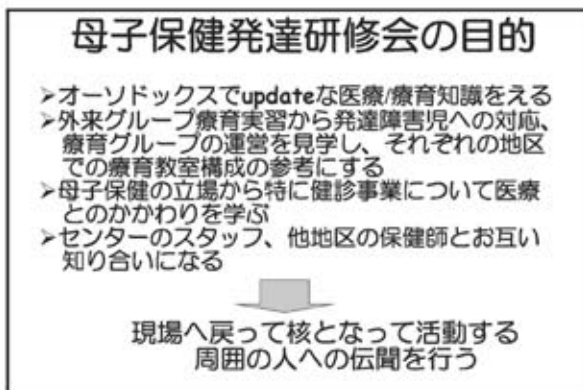 母子保健発達研修会の目的
➢オーソドックスでupdateな医療/療育知識をえる
➢外来グループ療育実習から発達障害児への対応、
療育グループの運営を見学し、それぞれの地区
での療育教室構成の参考にする
➢母子保健の立場から特に健診事業について医療
とのかかわりを学ぶ
➢センターのスタッフ、他地区の保健師とお互い
知り合いになる
現場へ戻って核となって活動する
周囲の人への伝聞を行う